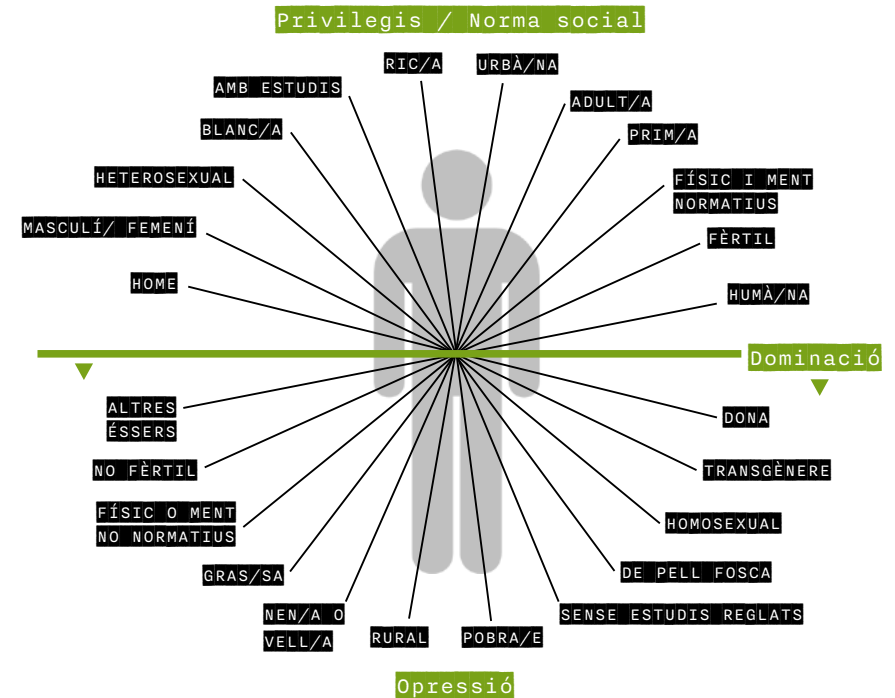 Privilegis / Norma social
RIC/A
URBÀ/NA
AMB ESTUDIS
ADULT/A
BLANC/A
PRIM/A
HETEROSEXUAL
FÍSIC I MENT
NORMATIUS
MASCULÍ/ FEMENÍ
FÈRTIL
HOME
HUMÀ/NA
Dominació
ALTRES
ÉSSERS
DONA
NO FÈRTIL
TRANSGÈNERE
FÍSIC O MENT
NO NORMATIUS
HOMOSEXUAL
GRAS/SA
DE PELL FOSCA
NEN/A O
VELL/A
RURAL
POBRA/E
SENSE ESTUDIS REGLATS
Opressió